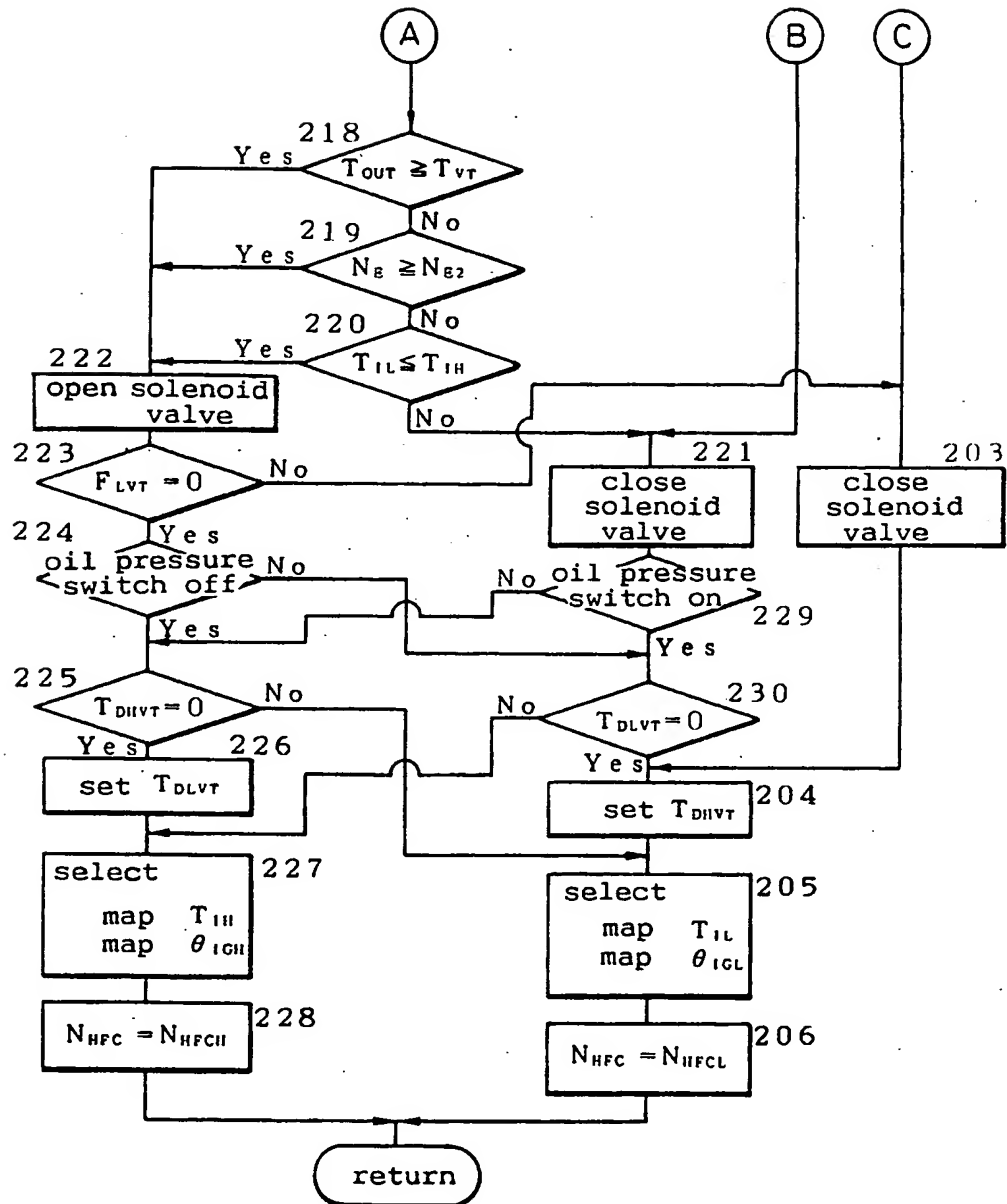 A B C
218
Yes
T_OUT ≧ T_VT
No
219
Yes
N_E ≧ N_E2
No
220
Yes
T_IL ≦ T_IH
No
222
open solenoid
valve
221
close
solenoid
valve
203
close
solenoid
valve
223
F_LVT = 0
No
Yes
224
oil pressure
switch off
No
Yes
No
oil pressure
switch on
229
Yes
225
T_DHVT = 0
No
Yes
226
set T_DLVT
230
No
T_DLVT = 0
Yes
set T_DHVT
204
select
map T_IH
map θ_IGH
227
select
map T_IL
map θ_IGL
205
N_HFC = N_HFCH
228
N_HFC = N_HFCL
206
return